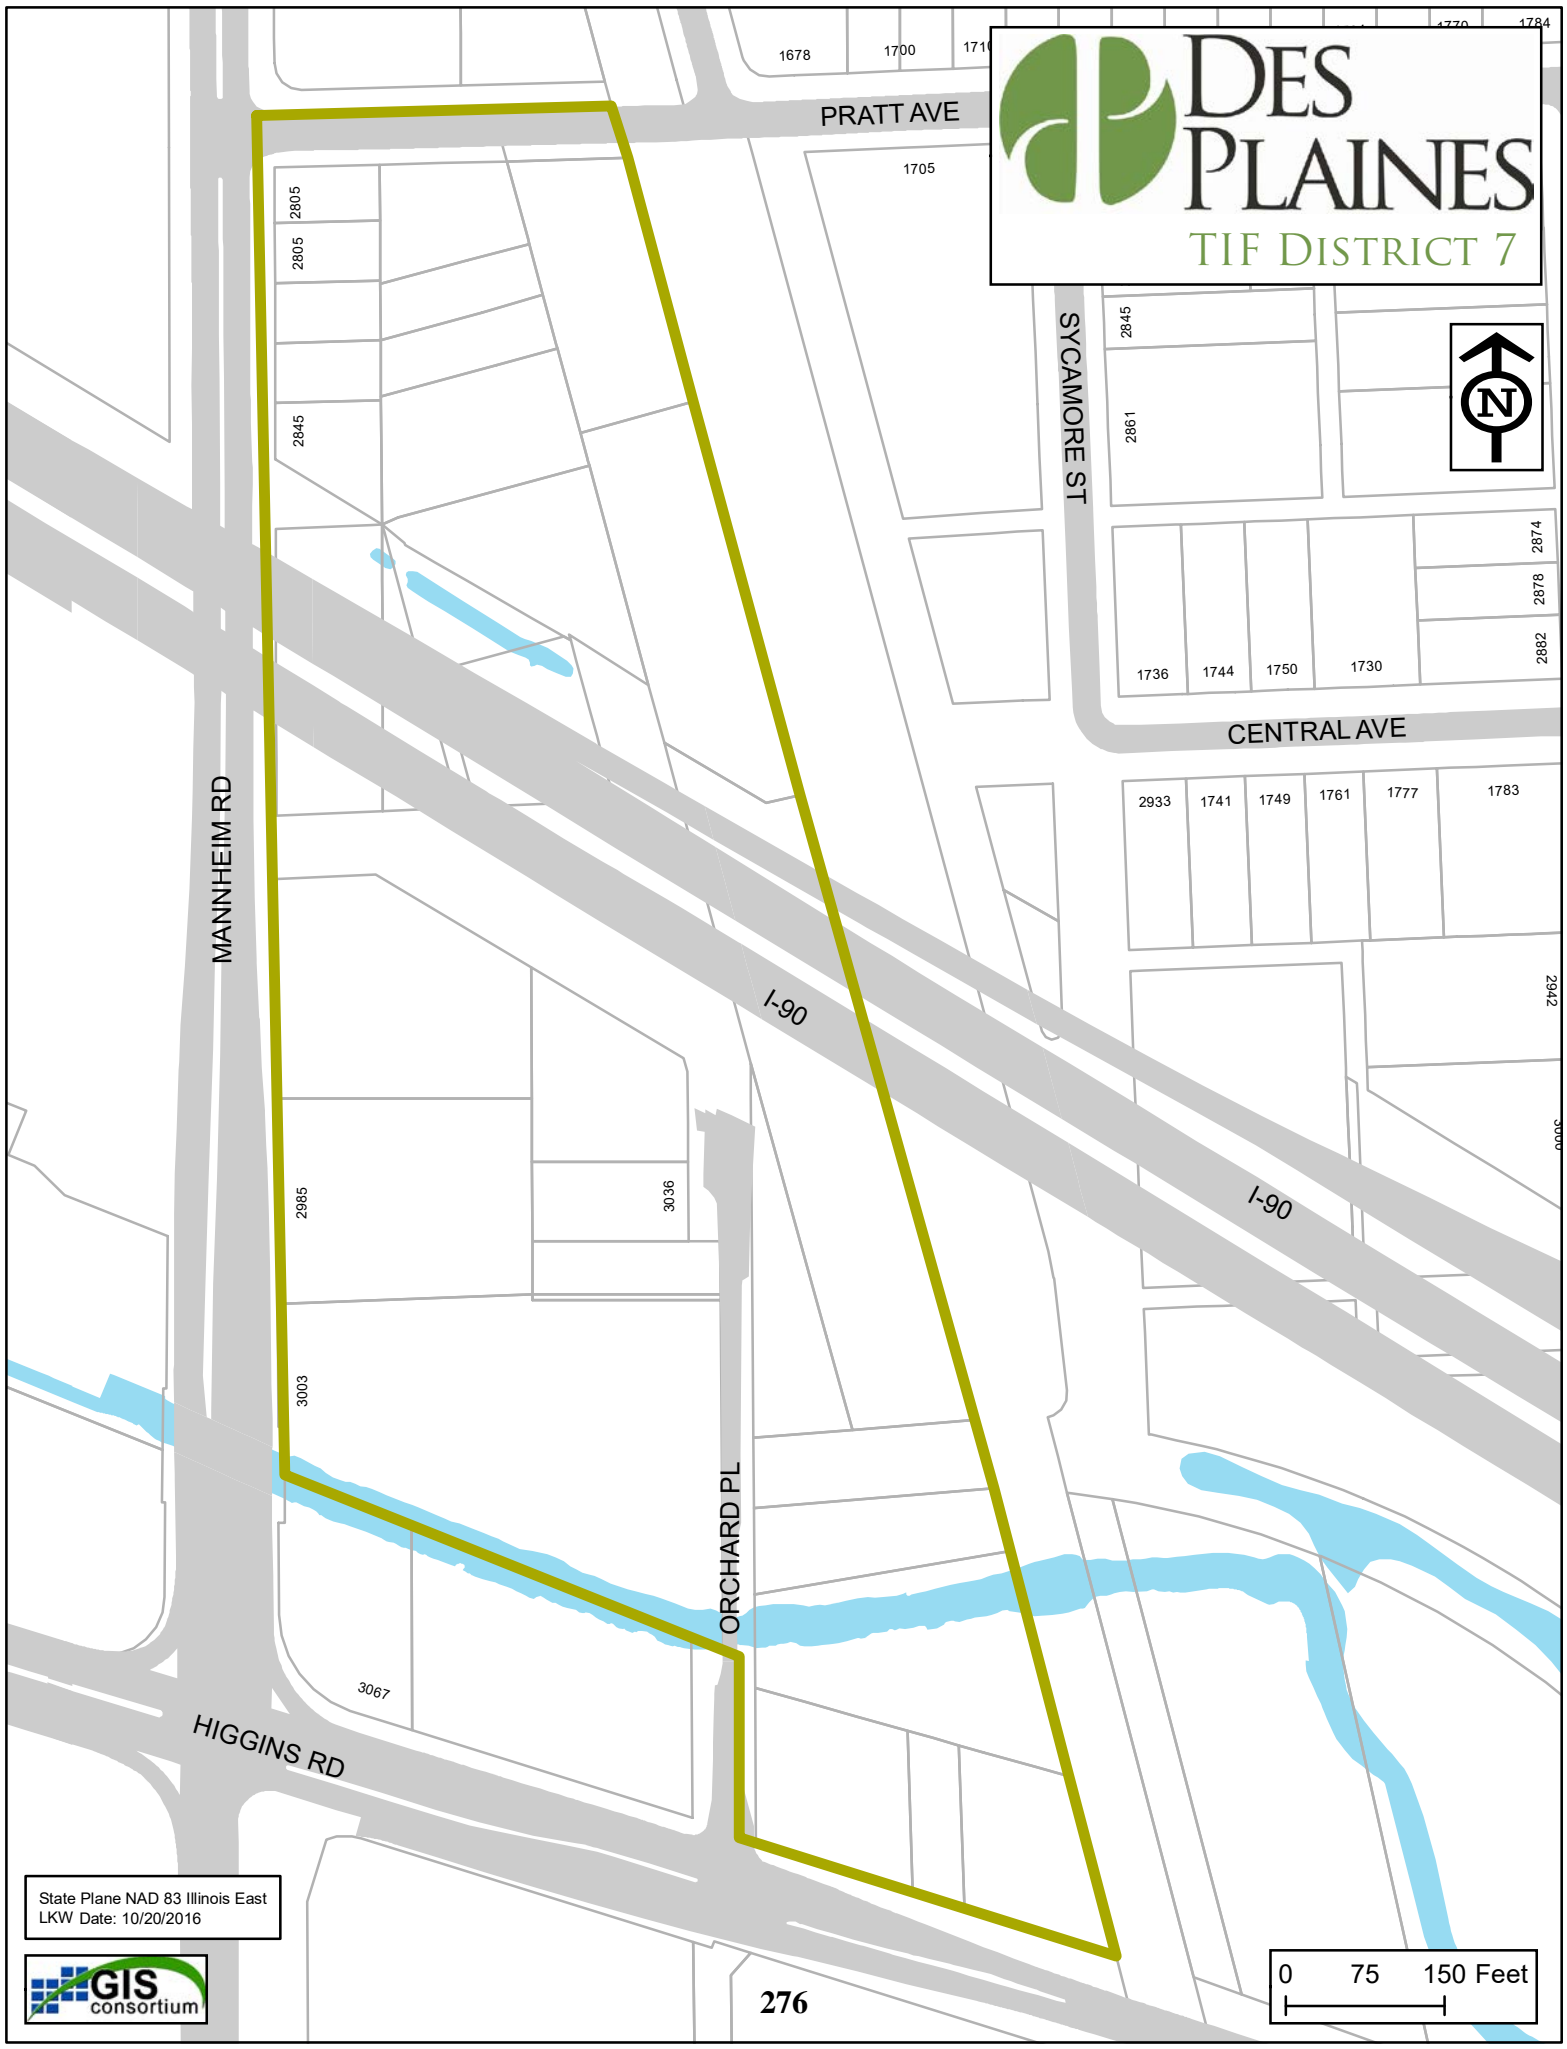 1678
1700
1779
1784
PRATT AVE
DES
PLAINES
TIF DISTRICT 7
1705
2805
2805
2845
2845
2861
SYCAMORE ST
N
2874
2878
2882
1736
1744
1750
1730
CENTRAL AVE
2933
1741
1749
1761
1777
1783
MANNHEIM RD
I-90
2942
I-90
2985
3036
3003
ORCHARD PL
3067
HIGGINS RD
State Plane NAD 83 Illinois East
LKW Date: 10/20/2016
GIS
consortium
276
0 75 150 Feet